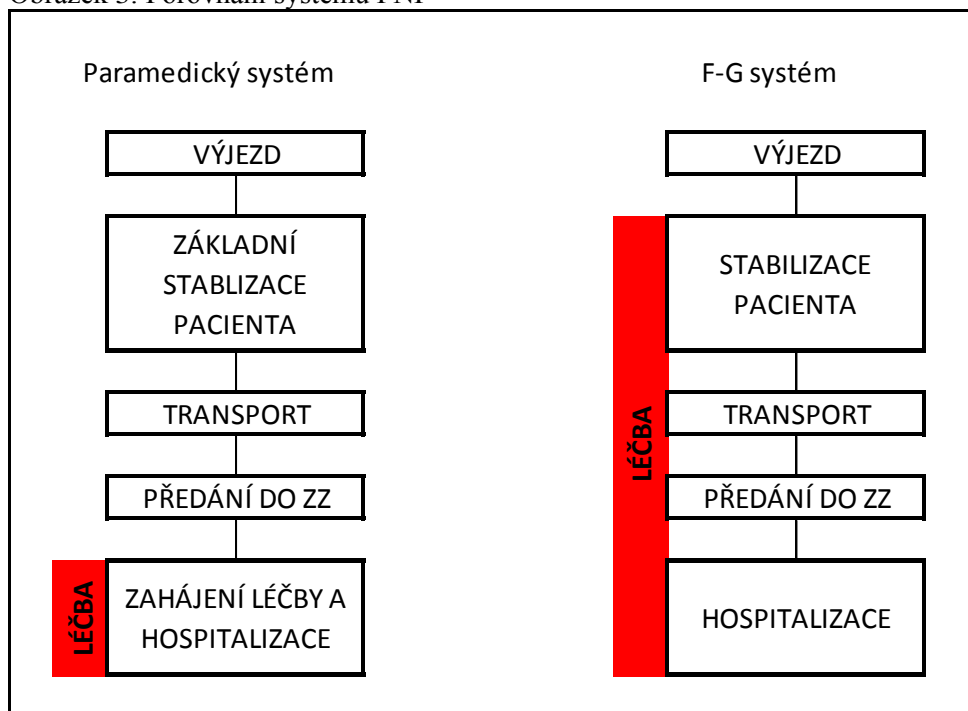 Paramedický systém
VÝJEZD
ZÁKLADNÍ
STABLIZACE
PACIENTA
TRANSPORT
PŘEDÁNÍ DO ZZ
LÉČBA
ZAHÁJENÍ LÉČBY A
HOSPITALIZACE
F-G systém
VÝJEZD
STABILIZACE
PACIENTA
LÉČBA
TRANSPORT
PŘEDÁNÍ DO ZZ
HOSPITALIZACE